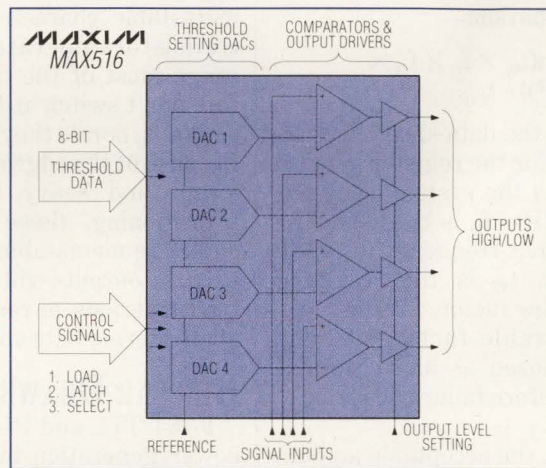 THRESHOLD
SETTING DACs
COMPARATORS &
OUTPUT DRIVERS
MAXIM
MAX516
8-BIT
THRESHOLD
DATA
DAC 1
DAC 2
DAC 3
DAC 4
OUTPUTS
HIGH/LOW
CONTROL
SIGNALS
1. LOAD
2. LATCH
3. SELECT
REFERENCE
SIGNAL INPUTS
OUTPUT LEVEL
SETTING